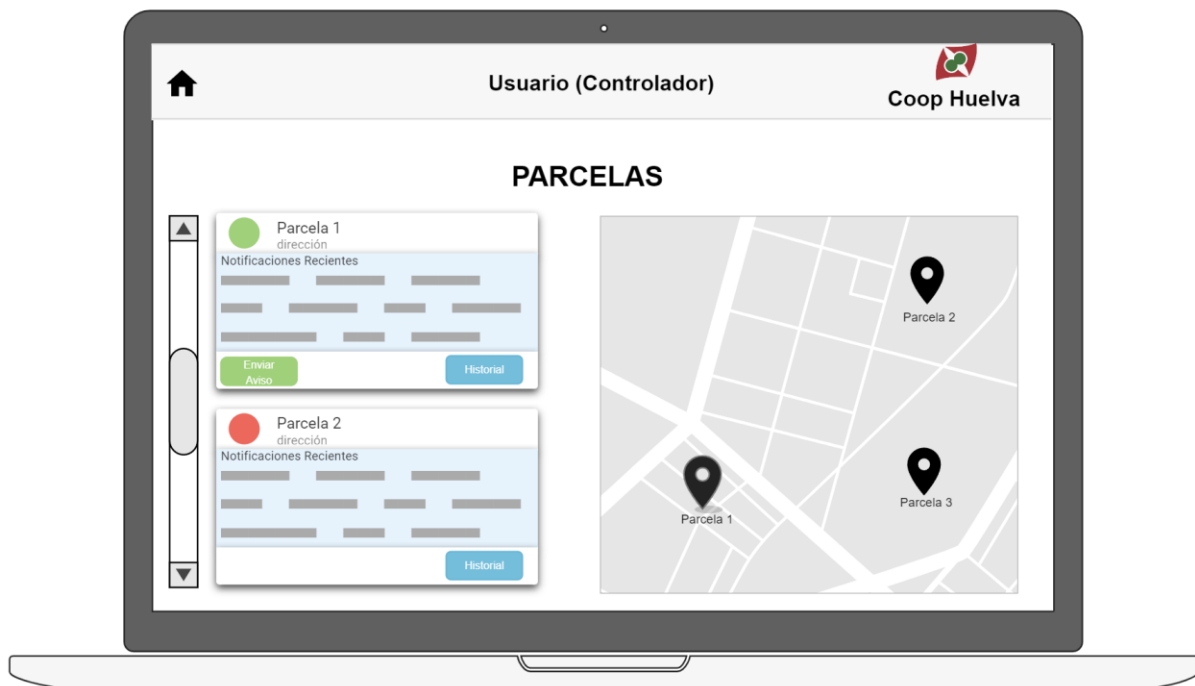 Usuario (Controlador)
Coop Huelva
PARCELAS
Parcela 1
dirección
Notificaciones Recientes
Enviar
Aviso
Historial
Parcela 2
dirección
Notificaciones Recientes
Historial
Parcela 2
Parcela 3
Parcela 1